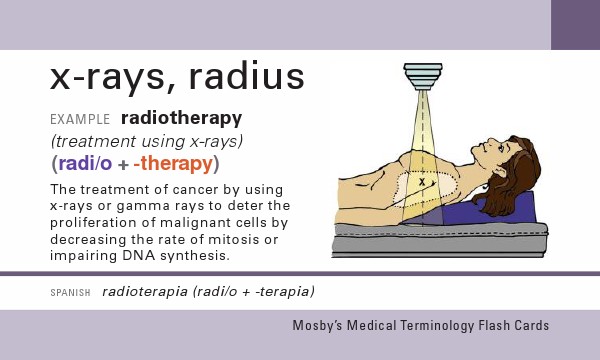 x-rays, radius
EXAMPLE radiotherapy
(treatment using x-rays)
(radi/o + -therapy)
The treatment of cancer by using
x-rays or gamma rays to deter the
proliferation of malignant cells by
decreasing the rate of mitosis or
impairing DNA synthesis.
x
SPANISH radioterapia (radi/o + -terapia)
Mosby's Medical Terminology Flash Cards